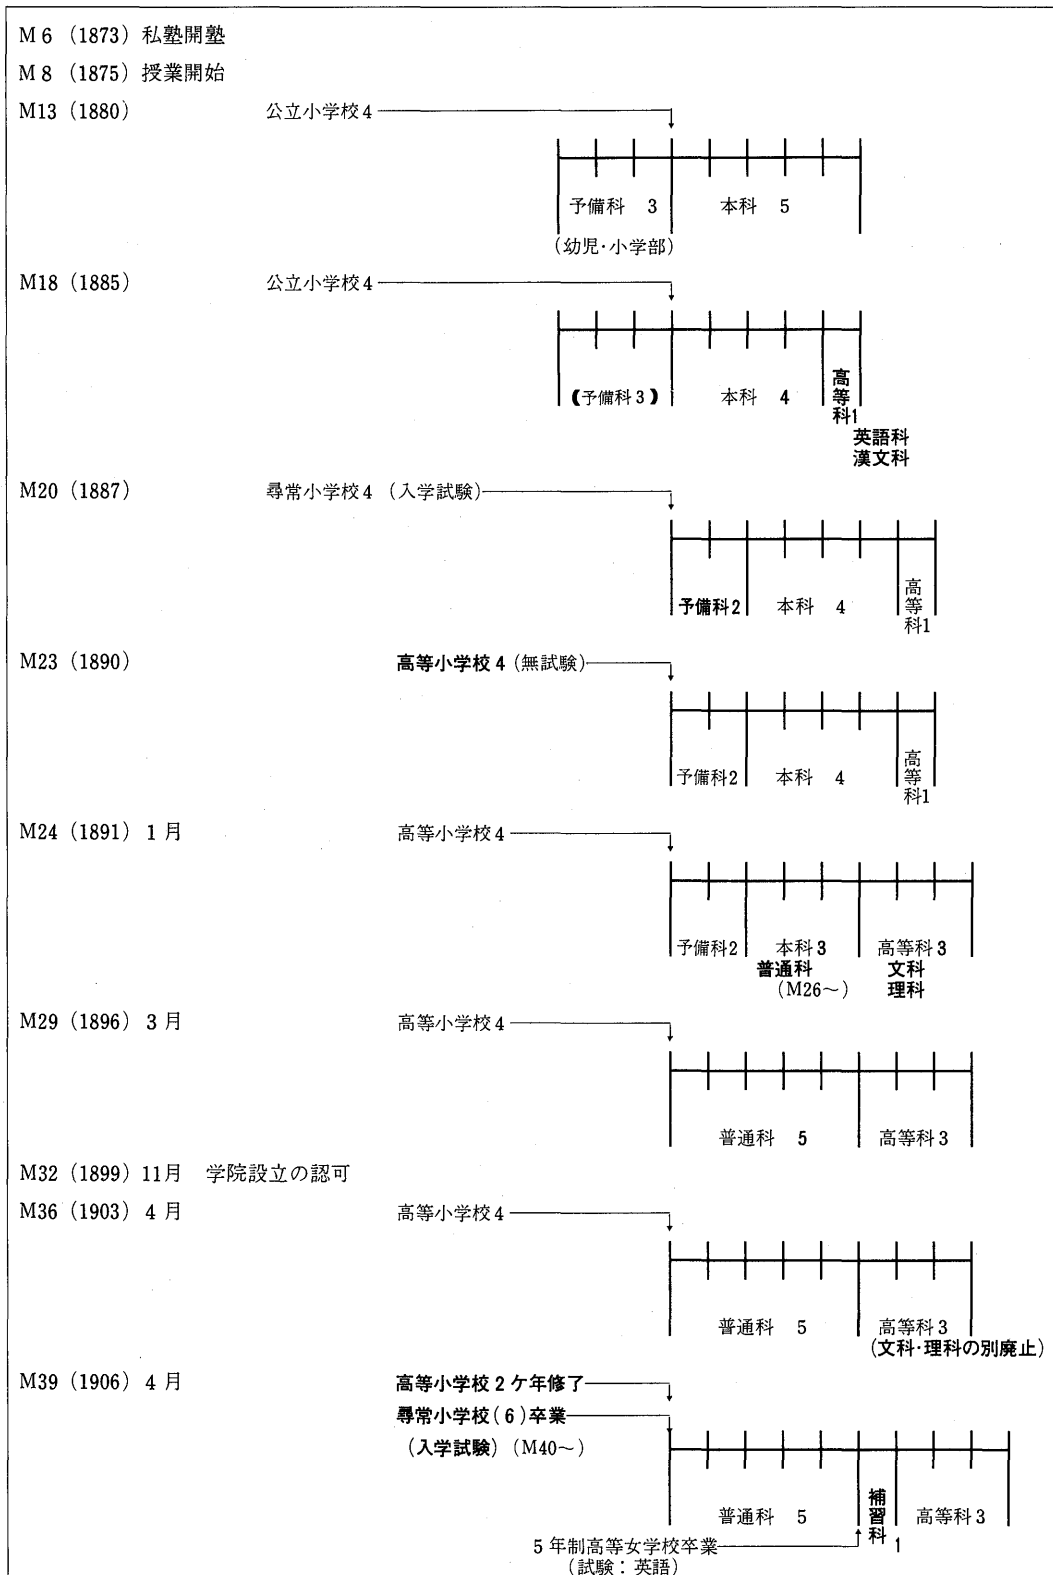 M 6 (1873) 私塾開塾
M 8 (1875) 授業開始
M13 (1880) 公立小学校4
予備科 3 本科 5
(幼児・小学部)
M18 (1885) 公立小学校4
(予備科3) 本科 4 高等科1
英語科
漢文科
M20 (1887) 尋常小学校4 (入学試験)
予備科2 本科 4 高等科1
M23 (1890) 高等小学校4 (無試験)
予備科2 本科 4 高等科1
M24 (1891) 1月 高等小学校4
予備科2 本科3 高等科3
普通科 文科
(M26～) 理科
M29 (1896) 3月 高等小学校4
普通科 5 高等科3
M32 (1899) 11月 学院設立の認可
M36 (1903) 4月 高等小学校4
普通科 5 高等科3
(文科・理科の別廃止)
M39 (1906) 4月 高等小学校2ケ年修了
尋常小学校(6)卒業
(入学試験) (M40～)
普通科 5 補習科1 高等科3
5年制高等女学校卒業
(試験：英語)